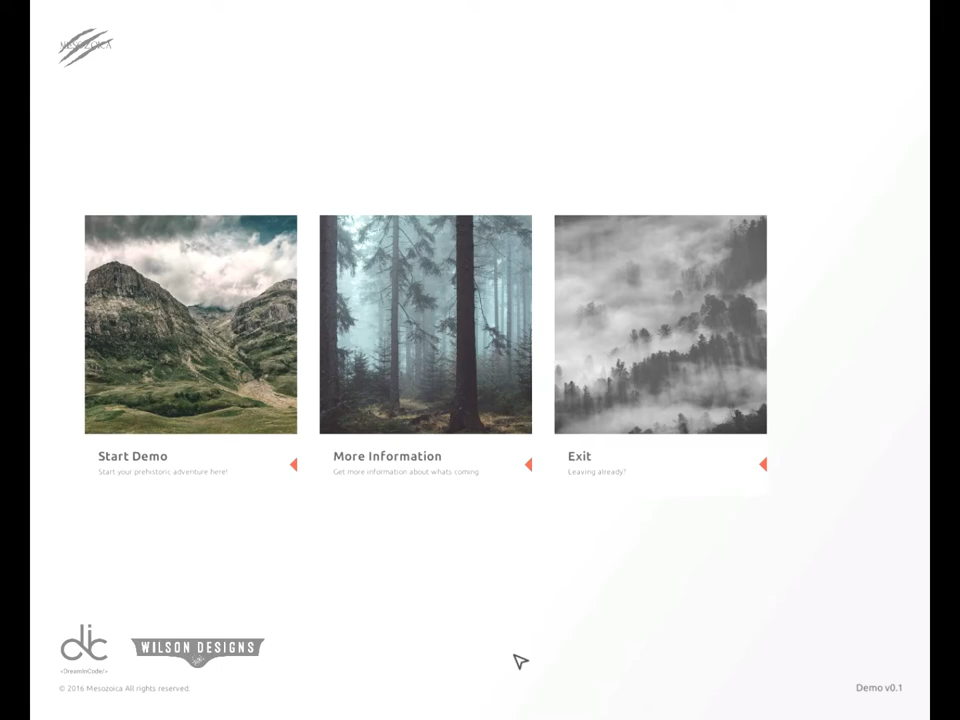 MESOZOICA
Start Demo
Start your prehistoric adventure here!
More Information
Get more information about whats coming
Exit
Leaving already?
dic
WILSON DESIGNS
<DreamInCode/>
© 2016 Mesozoica All rights reserved.
Demo v0.1